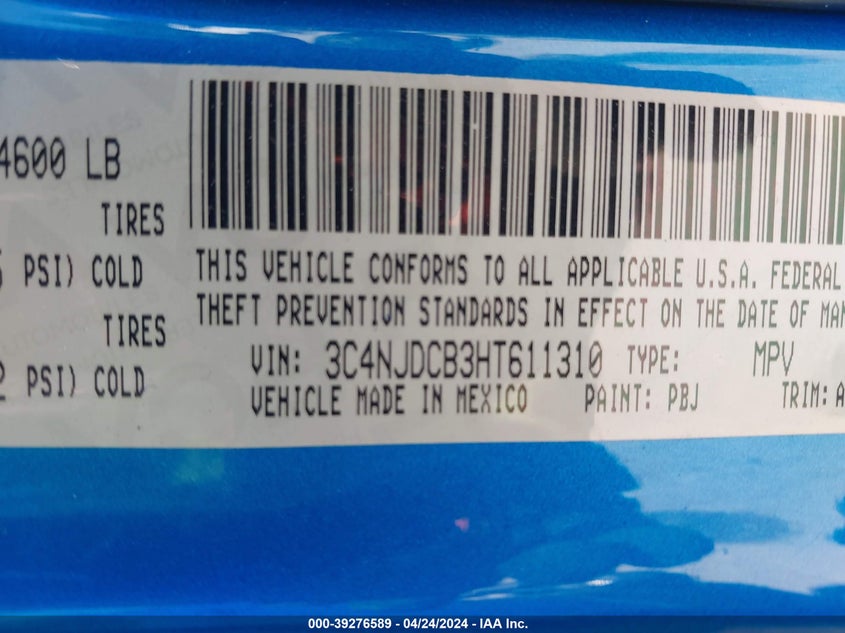 4600 LB
TIRES
PSI) COLD
TIRES
PSI) COLD
THIS VEHICLE CONFORMS TO ALL APPLICABLE U.S.A. FEDERAL
THEFT PREVENTION STANDARDS IN EFFECT ON THE DATE OF MAN
VIN: 3C4NJDCB3HT611310 TYPE: MPV
VEHICLE MADE IN MEXICO PAINT: PBJ TRIM: A
000-39276589 / 04/24/2024 - IAA Inc.